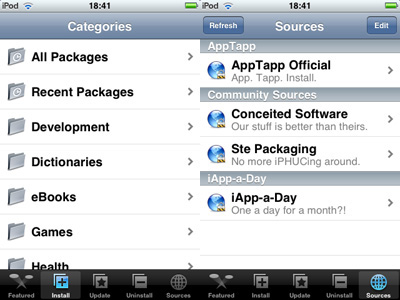 iPod 18:41
Categories
All Packages
Recent Packages
Development
Dictionaries
eBooks
Games
Health
Featured Install Update Uninstall Sources
iPod 18:41
Refresh Sources Edit
AppTapp
AppTapp Official
App. Tapp. Install.
Community Sources
Conceited Software
Our stuff is better than theirs.
Ste Packaging
No more iPHUCing around.
iApp-a-Day
iApp-a-Day
One a day for a month?!
Featured Install Update Uninstall Sources